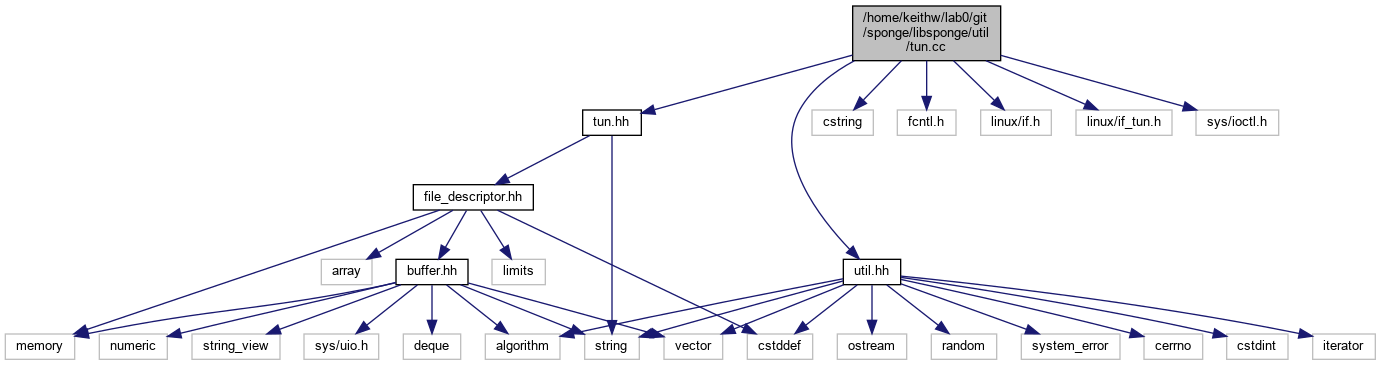 /home/keithw/lab0/git
/sponge/libsponge/util
/tun.cc
tun.hh
cstring
fcntl.h
linux/if.h
linux/if_tun.h
sys/ioctl.h
file_descriptor.hh
array
buffer.hh
limits
util.hh
memory
numeric
string_view
sys/uio.h
deque
algorithm
string
vector
cstddef
ostream
random
system_error
cerrno
cstdint
iterator